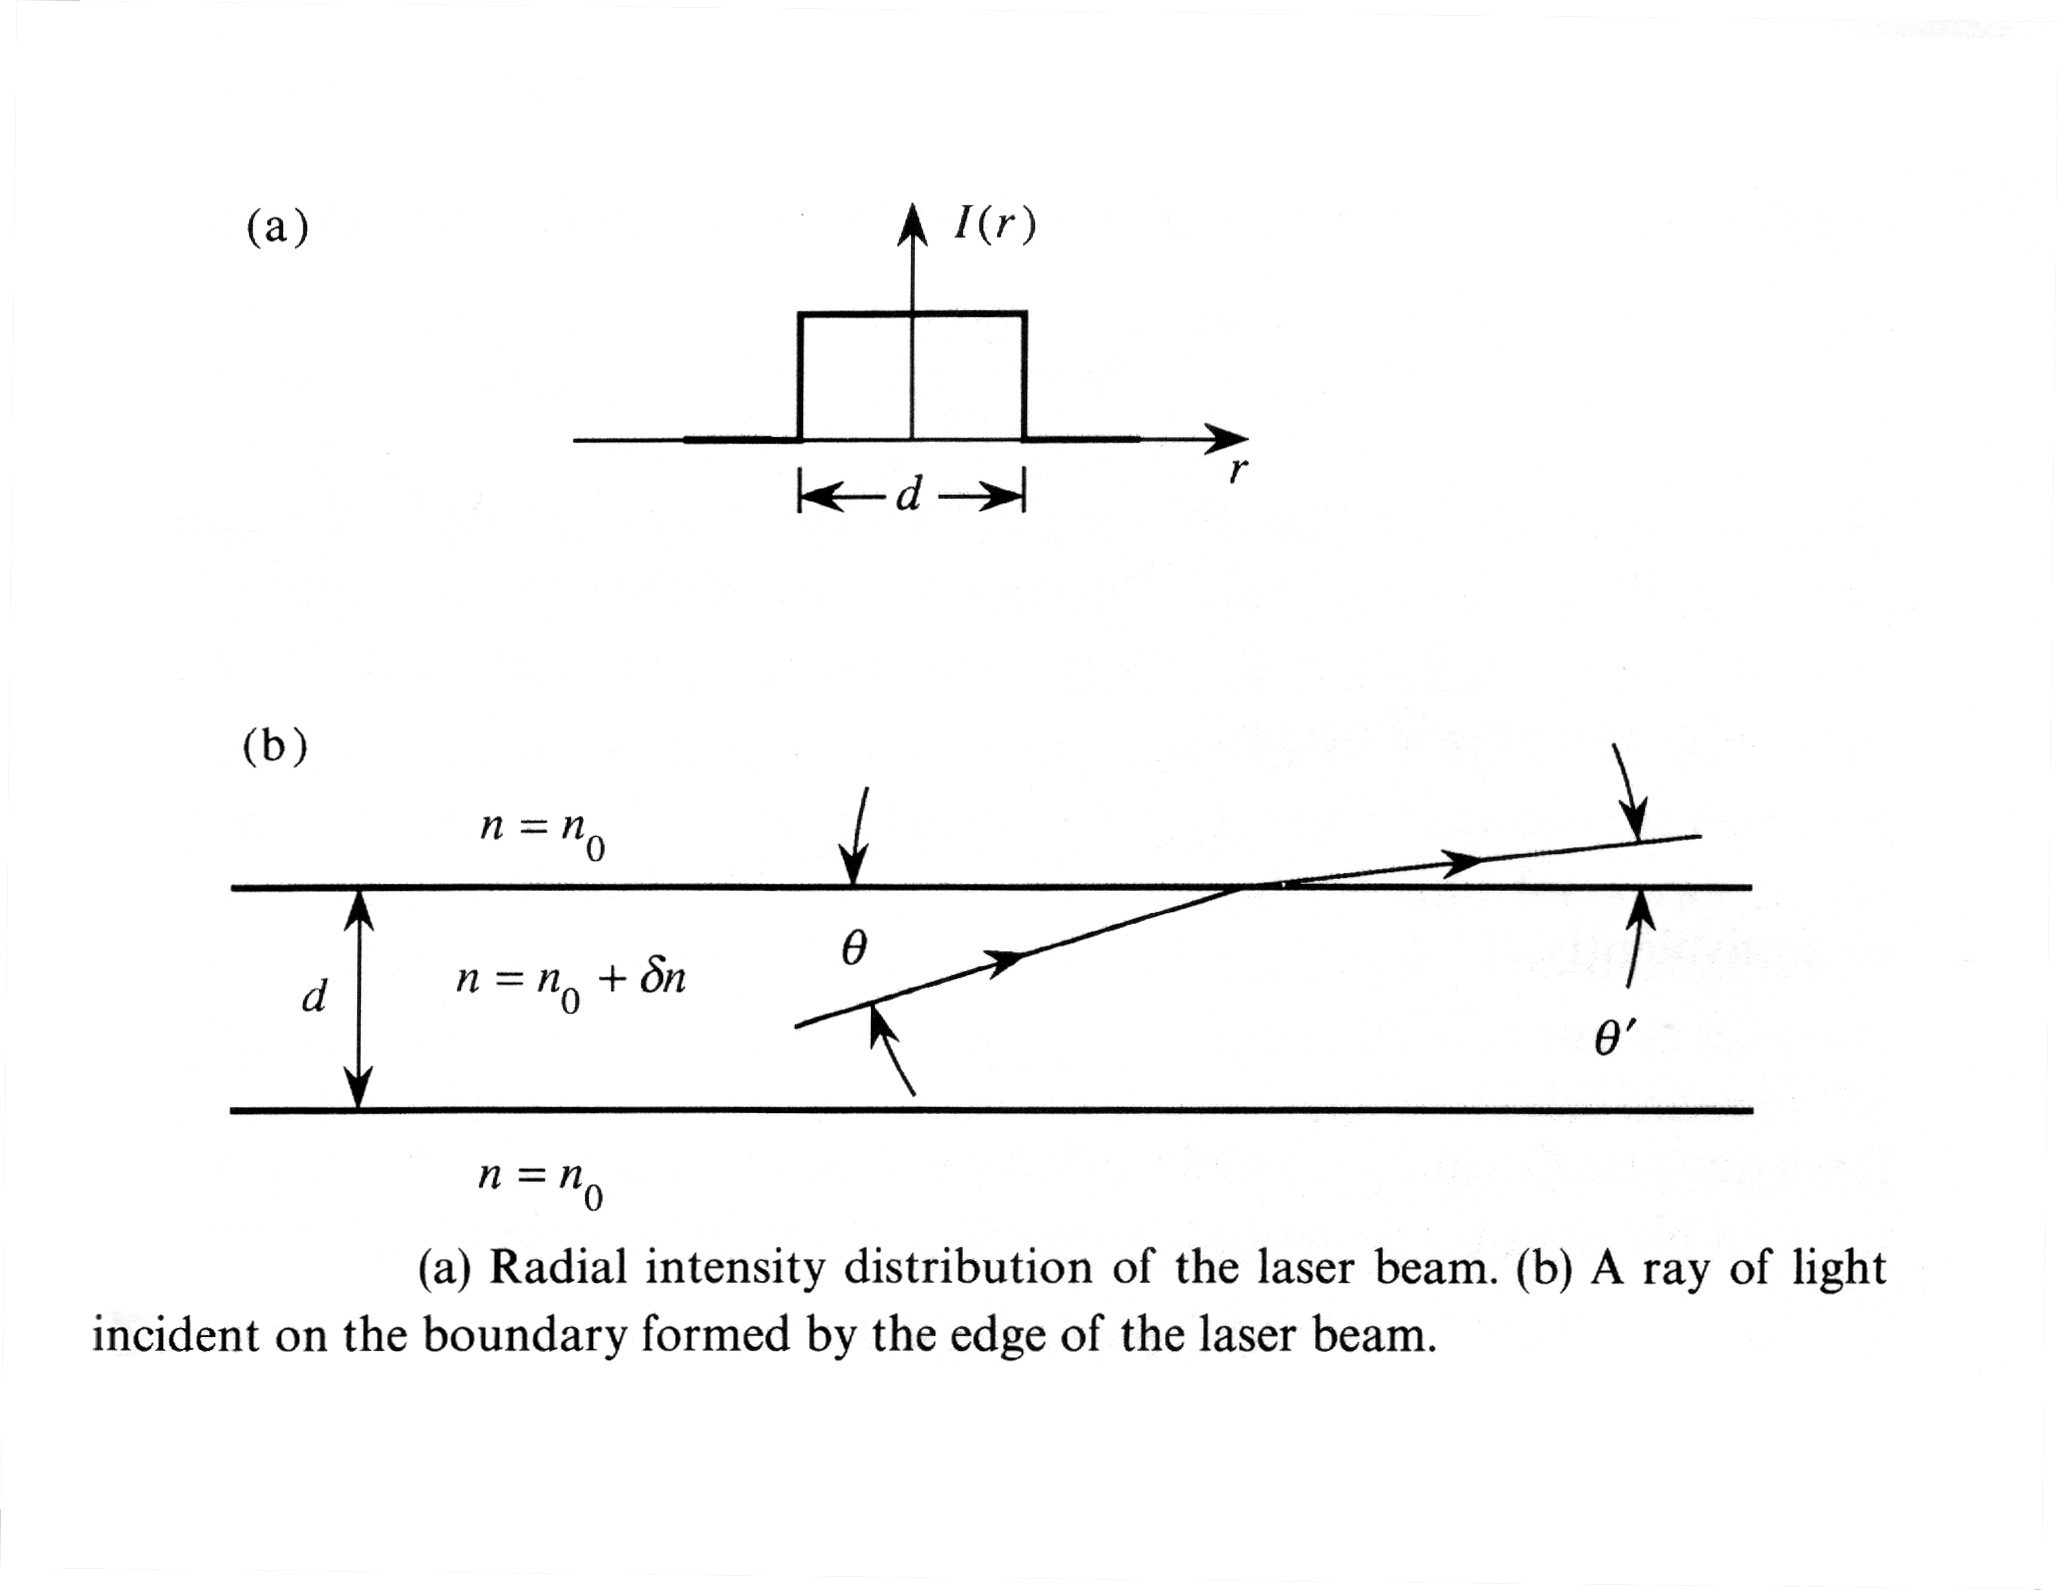 (a)
I(r)
r
d
(b)
n = n₀
θ
n = n₀ + δn
d
θ′
n = n₀
(a) Radial intensity distribution of the laser beam. (b) A ray of light
incident on the boundary formed by the edge of the laser beam.